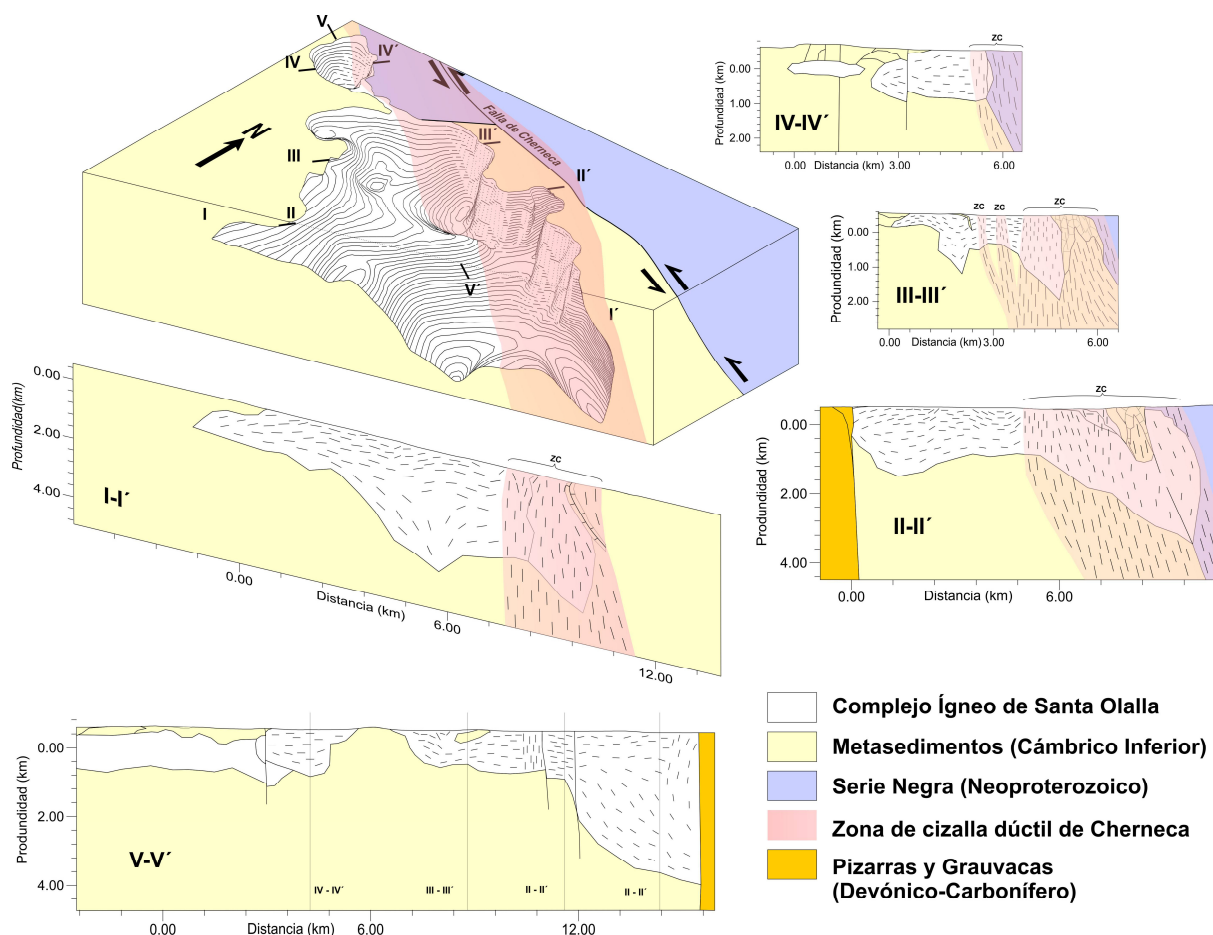 V
IV
IV´
N
Falla de Cherneca
III´
III
II´
II
I
V´
I´
zc
0.00
1.00
2.00
Profundidad (km)
IV-IV´
0.00 Distancia (km) 3.00 6.00
zc zc zc
0.00
1.00
2.00
Produndidad (km)
III-III´
0.00 Distancia (km) 3.00 6.00
zc
0.00
2.00
4.00
Produndidad (km)
II-II´
0.00 Distancia (km) 6.00
0.00
2.00
4.00
Profundidad(km)
I-I´
zc
0.00
Distancia (km)
6.00
12.00
0.00
2.00
4.00
Produndidad (km)
V-V´
IV - IV´ III - III´ II - II´ II - II´
0.00 Distancia (km) 6.00 12.00
Complejo Ígneo de Santa Olalla
Metasedimentos (Cámbrico Inferior)
Serie Negra (Neoproterozoico)
Zona de cizalla dúctil de Cherneca
Pizarras y Grauvacas
(Devónico-Carbonífero)